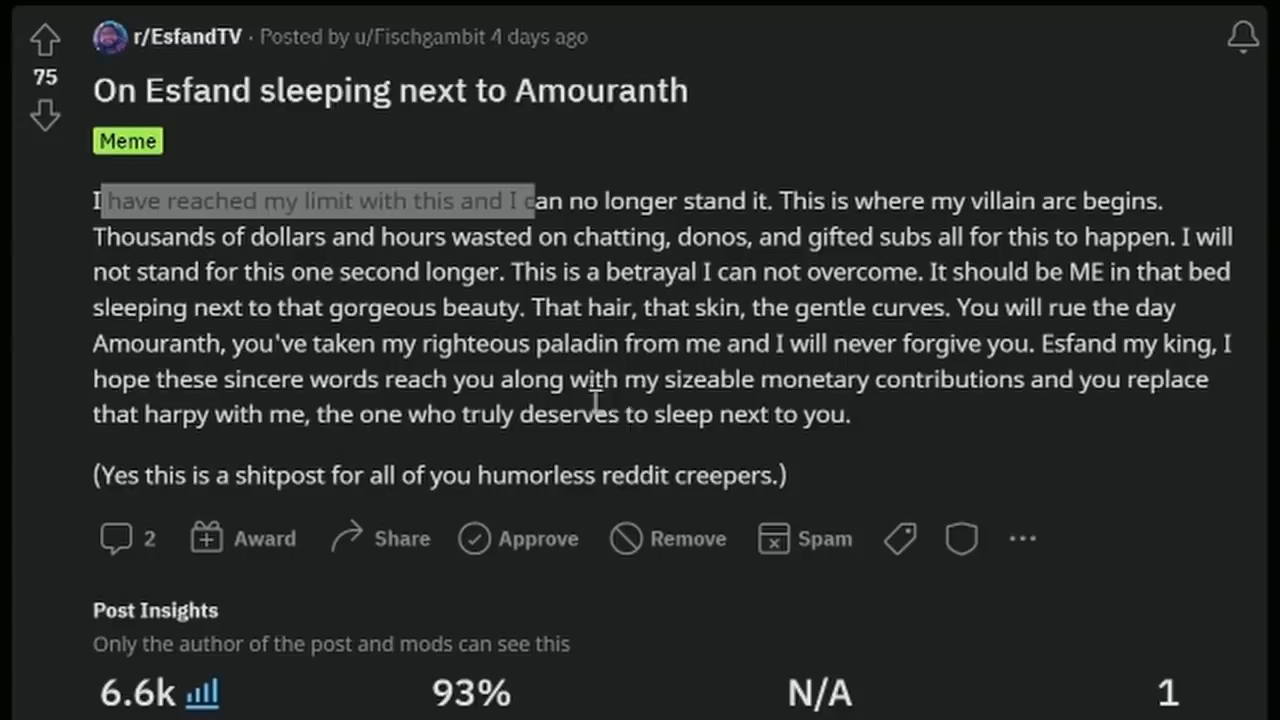 r/EsfandTV · Posted by u/Fischgambit 4 days ago
75
On Esfand sleeping next to Amouranth
Meme
I have reached my limit with this and I can no longer stand it. This is where my villain arc begins.
Thousands of dollars and hours wasted on chatting, donos, and gifted subs all for this to happen. I will
not stand for this one second longer. This is a betrayal I can not overcome. It should be ME in that bed
sleeping next to that gorgeous beauty. That hair, that skin, the gentle curves. You will rue the day
Amouranth, you've taken my righteous paladin from me and I will never forgive you. Esfand my king, I
hope these sincere words reach you along with my sizeable monetary contributions and you replace
that harpy with me, the one who truly deserves to sleep next to you.
(Yes this is a shitpost for all of you humorless reddit creepers.)
2 Award Share Approve Remove Spam ...
Post Insights
Only the author of the post and mods can see this
6.6k 93% N/A 1